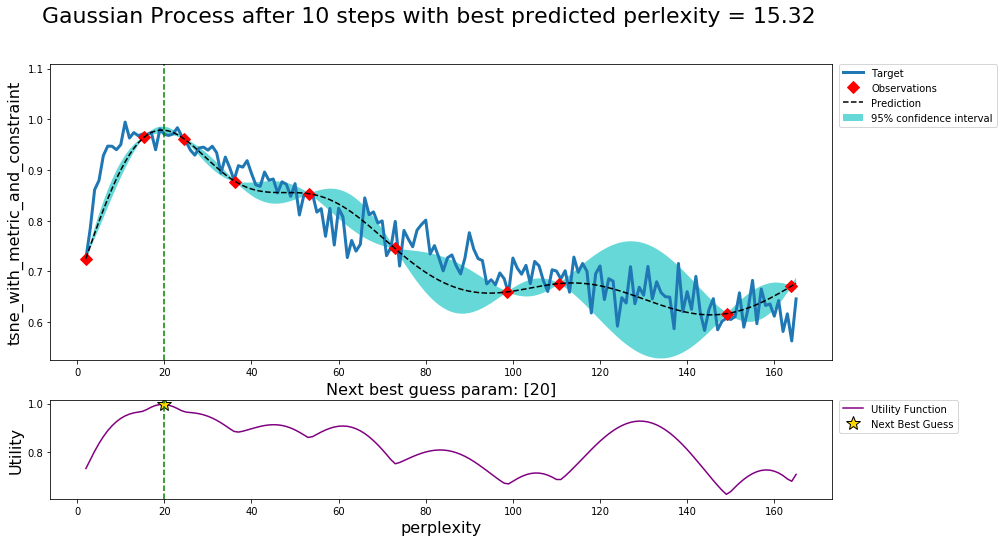 Gaussian Process after 10 steps with best predicted perlexity = 15.32
tsne_with_metric_and_constraint
1.1
1.0
0.9
0.8
0.7
0.6
0 20 40 60 80 100 120 140 160
Target
Observations
Prediction
95% confidence interval
Next best guess param: [20]
Utility
1.0
0.8
0 20 40 60 80 100 120 140 160
perplexity
Utility Function
Next Best Guess